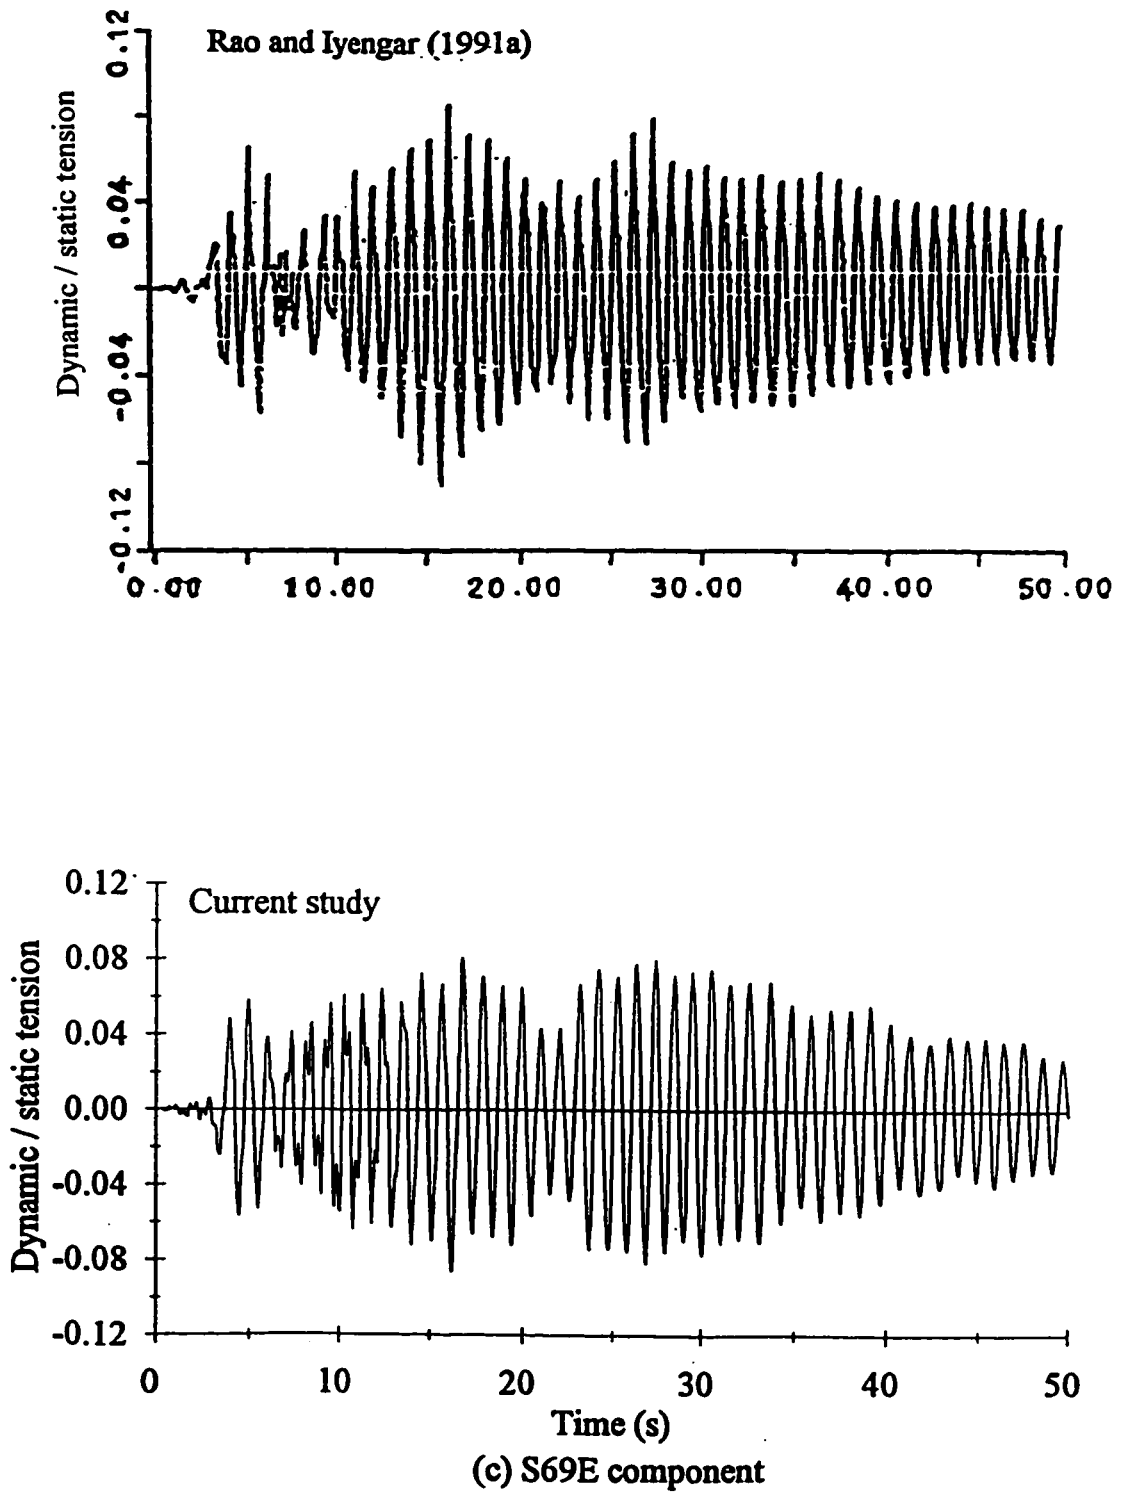 Rao and Iyengar (1991a)
0.12
0.04
-0.04
-0.12
Dynamic / static tension
0.00 10.00 20.00 30.00 40.00 50.00
Current study
0.12
0.08
0.04
0.00
-0.04
-0.08
-0.12
Dynamic / static tension
0 10 20 30 40 50
Time (s)
(c) S69E component